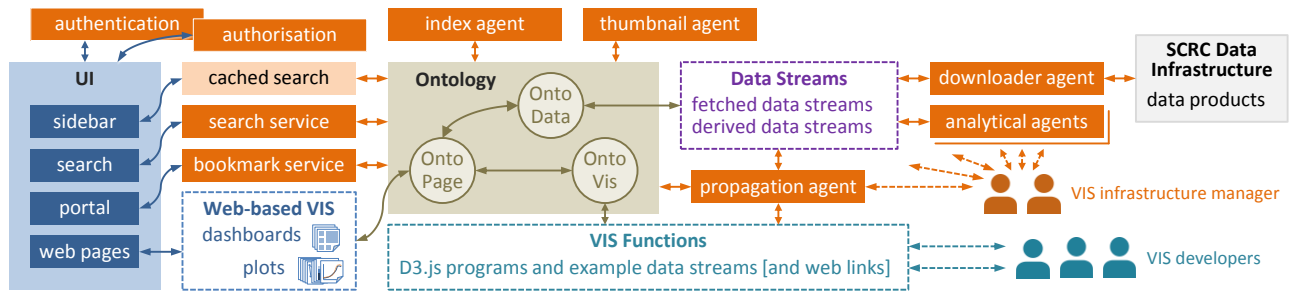 authentication
authorisation
index agent
thumbnail agent
UI
cached search
sidebar
search service
search
bookmark service
portal
web pages
Web-based VIS
dashboards
plots
Ontology
Onto
Data
Onto
Page
Onto
Vis
Data Streams
fetched data streams
derived data streams
downloader agent
analytical agents
SCRC Data
Infrastructure
data products
propagation agent
VIS infrastructure manager
VIS Functions
D3.js programs and example data streams [and web links]
VIS developers